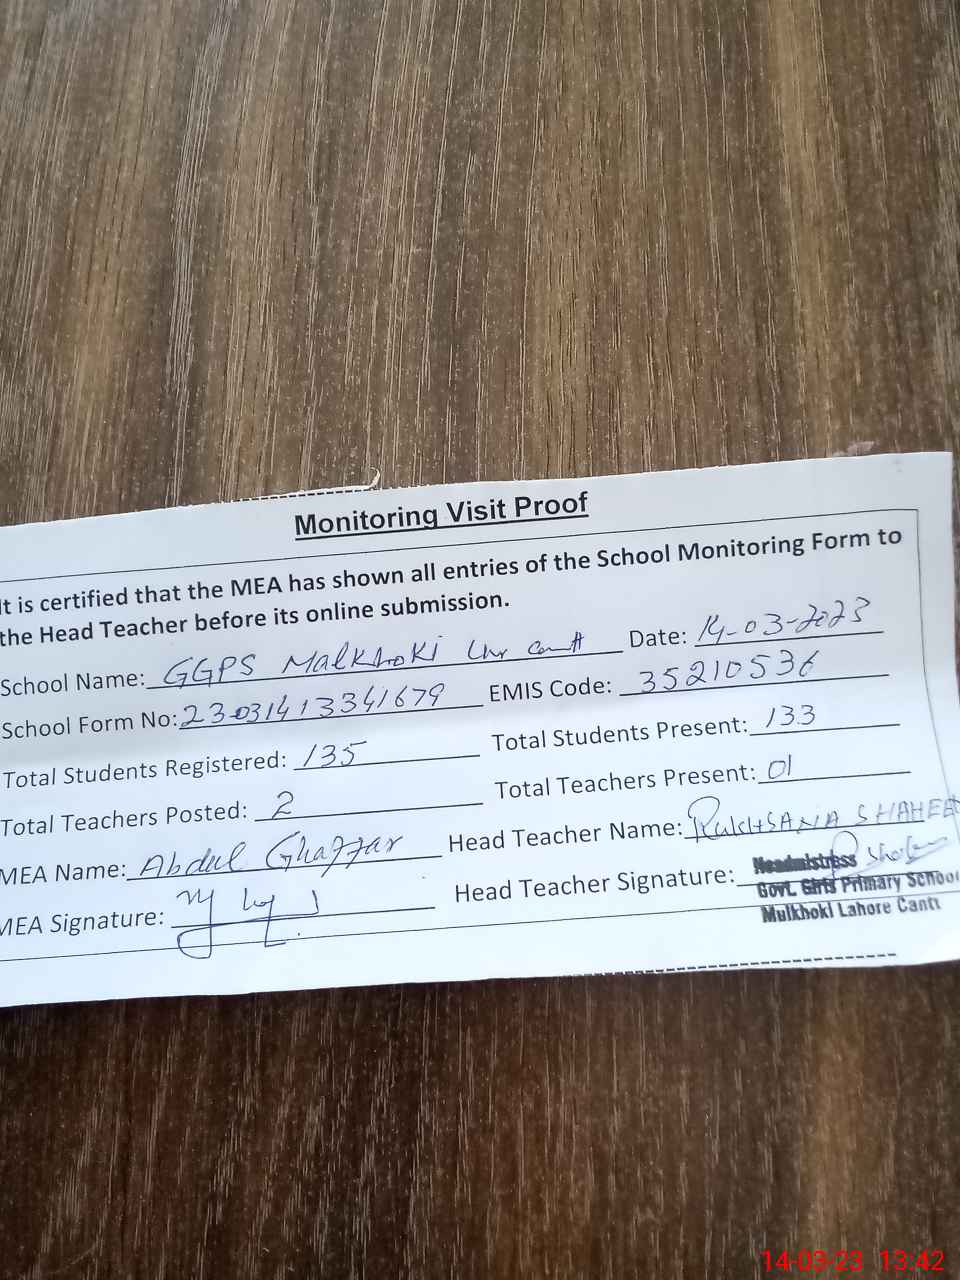 Monitoring Visit Proof
It is certified that the MEA has shown all entries of the School Monitoring Form to
the Head Teacher before its online submission.
School Name: GGPS Malkhoki Lhr Cantt Date: 14-03-2023
School Form No: 23031413341679 EMIS Code: 35210536
Total Students Registered: 135 Total Students Present: 133
Total Teachers Posted: 2 Total Teachers Present: 01
MEA Name: Abdul Ghaffar Head Teacher Name: RUKHSANA SHAHEE
MEA Signature: Head Teacher Signature:
Headmistress
Govt. Girls Primary School
Mulkhoki Lahore Cantt
14-03-23 13:42